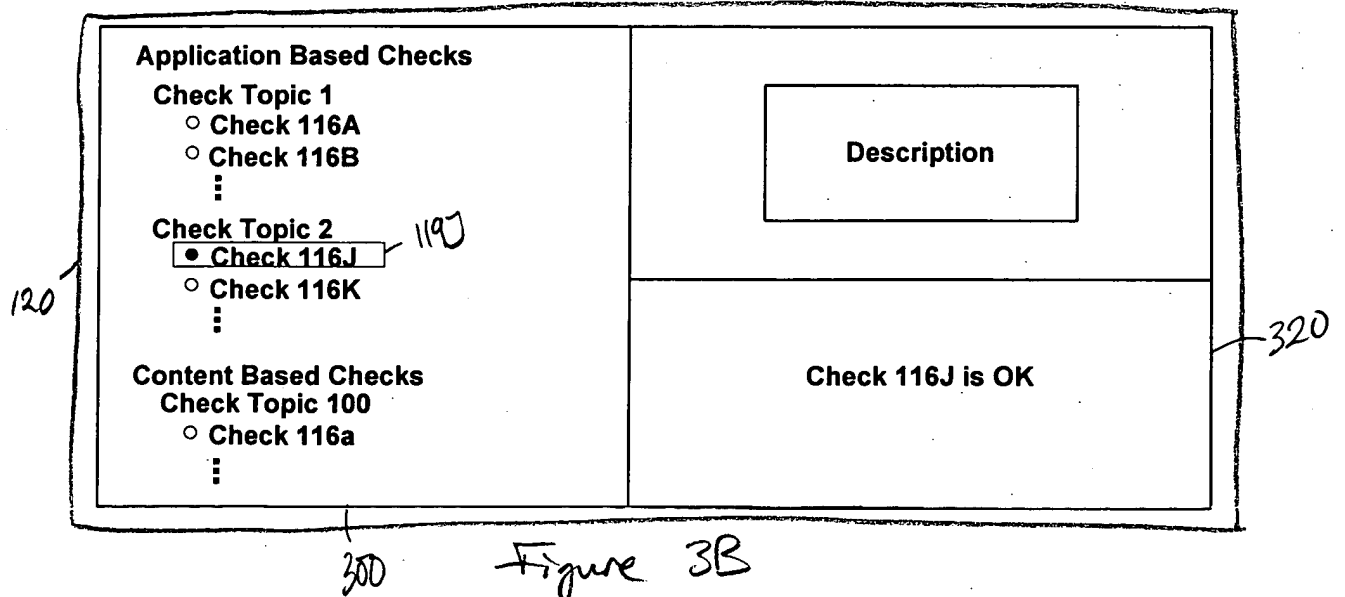 Application Based Checks
Check Topic 1
Check 116A
Check 116B
Check Topic 2
Check 116J
119J
Check 116K
Content Based Checks
Check Topic 100
Check 116a
Description
Check 116J is OK
120
320
300
Figure 3B